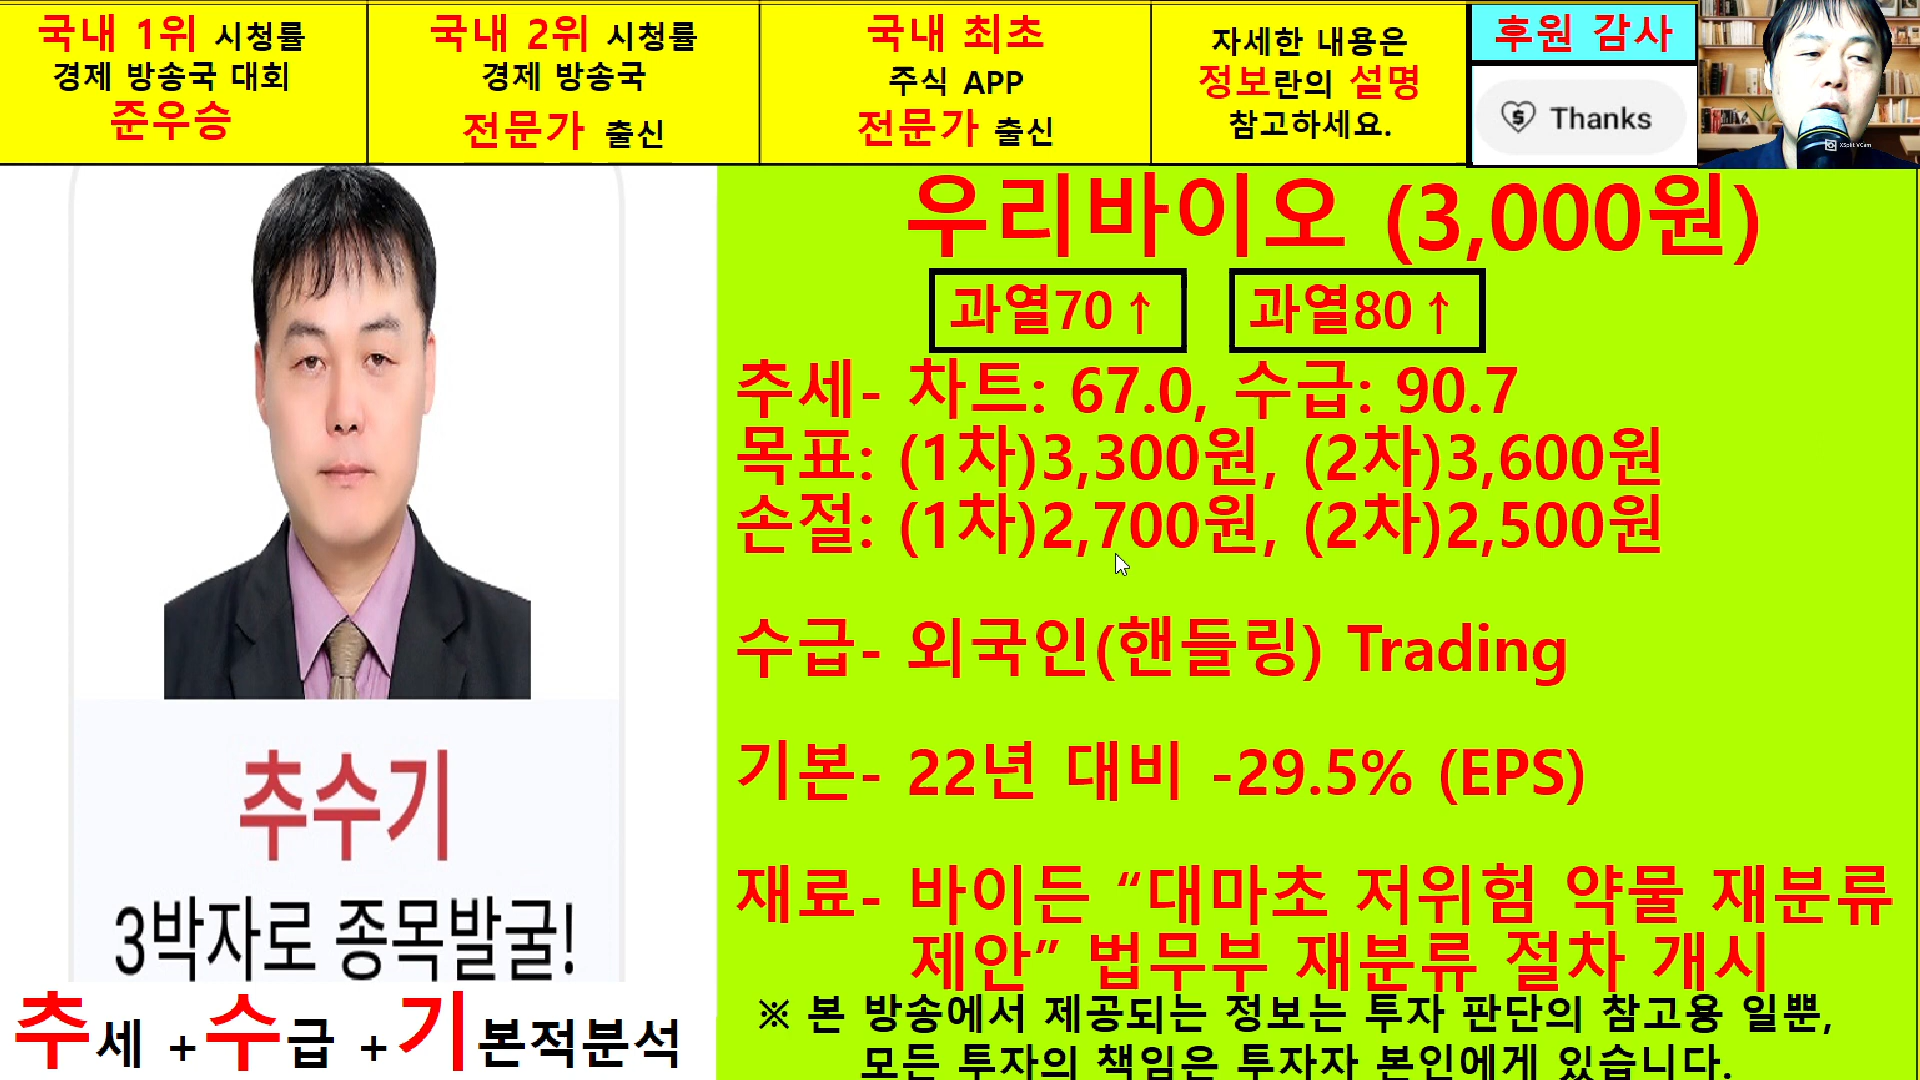 국내 1위 시청률
경제 방송국 대회
준우승
국내 2위 시청률
경제 방송국
전문가 출신
국내 최초
주식 APP
전문가 출신
자세한 내용은
정보란의 설명
참고하세요.
후원 감사
Thanks
XSplit VCam
우리바이오 (3,000원)
과열70↑ 과열80↑
추세- 차트: 67.0, 수급: 90.7
목표: (1차)3,300원, (2차)3,600원
손절: (1차)2,700원, (2차)2,500원
수급- 외국인(핸들링) Trading
기본- 22년 대비 -29.5% (EPS)
재료- 바이든 “대마초 저위험 약물 재분류
제안” 법무부 재분류 절차 개시
※ 본 방송에서 제공되는 정보는 투자 판단의 참고용 일뿐,
모든 투자의 책임은 투자자 본인에게 있습니다.
추수기
3박자로 종목발굴!
추세 + 수급 + 기본적분석